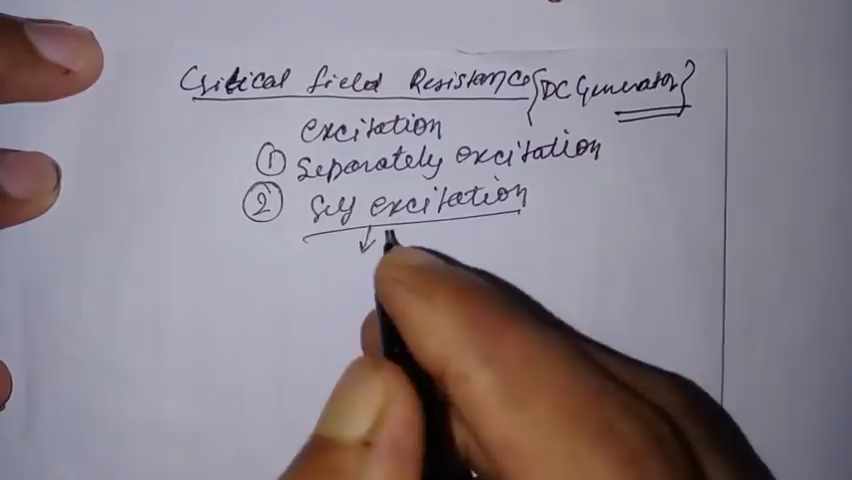 Critical field Resistance {DC Generator}
excitation
① Separately excitation
② Self excitation